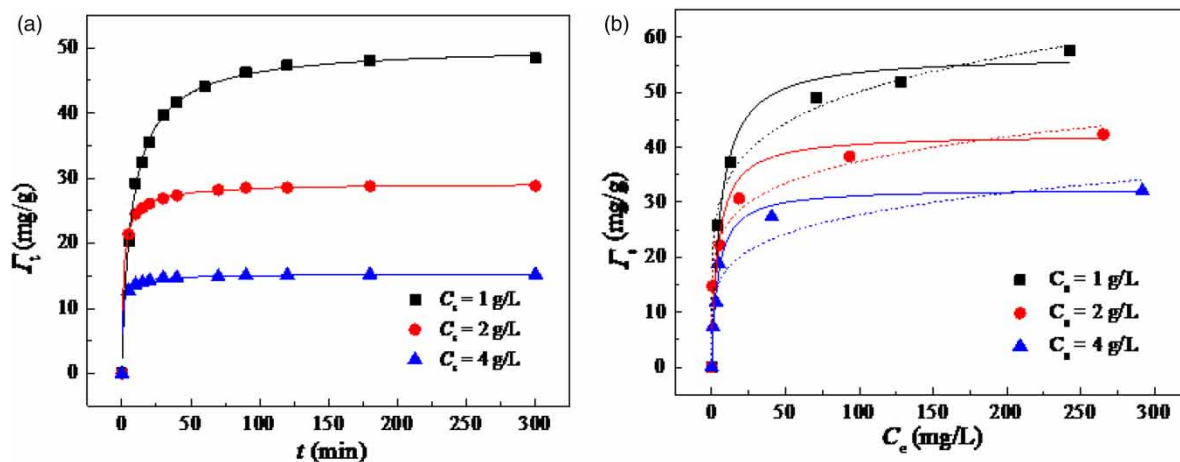 (a)
Γt (mg/g)
50
40
30
20
10
0
Cs = 1 g/L
Cs = 2 g/L
Cs = 4 g/L
0 50 100 150 200 250 300
t (min)
(b)
(mg/g)
60
50
40
30
20
10
0
Cs = 1 g/L
Cs = 2 g/L
Cs = 4 g/L
0 50 100 150 200 250 300
Ce (mg/L)